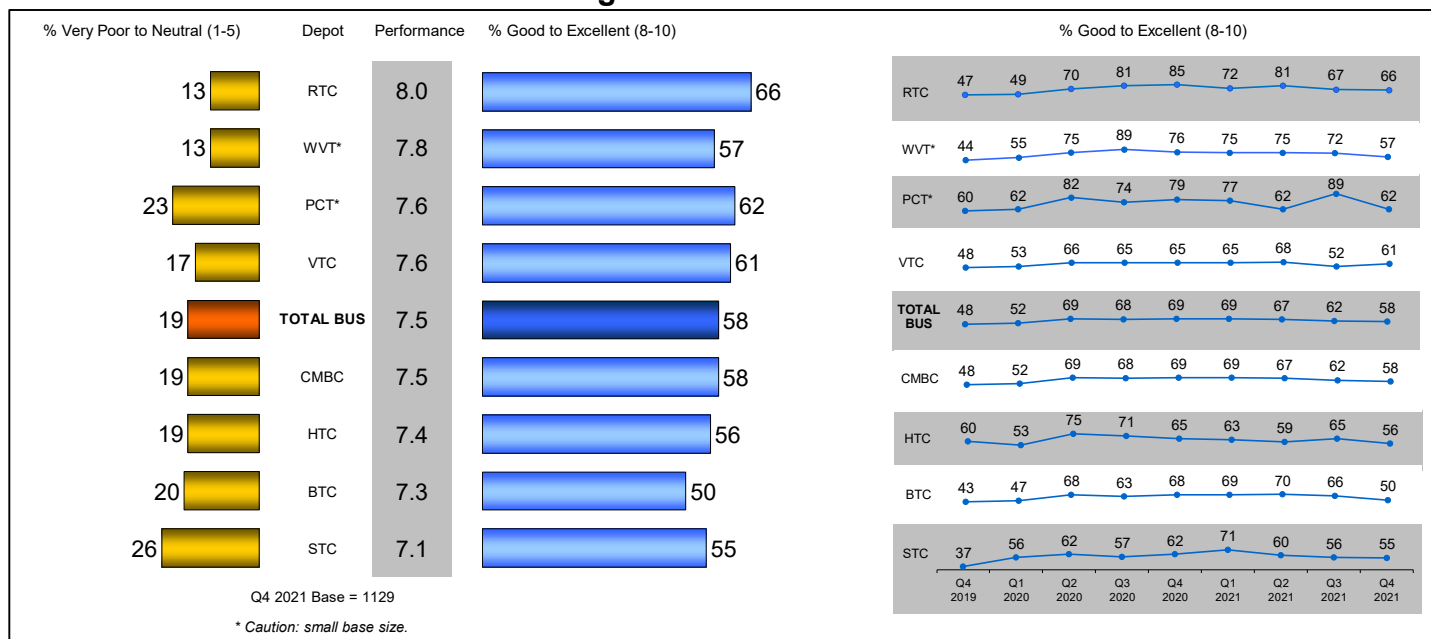 g
% Very Poor to Neutral (1-5) Depot Performance % Good to Excellent (8-10)
13 RTC 8.0 66
13 WVT* 7.8 57
23 PCT* 7.6 62
17 VTC 7.6 61
19 TOTAL BUS 7.5 58
19 CMBC 7.5 58
19 HTC 7.4 56
20 BTC 7.3 50
26 STC 7.1 55
Q4 2021 Base = 1129
* Caution: small base size.
% Good to Excellent (8-10)
RTC 47 49 70 81 85 72 81 67 66
WVT* 44 55 75 89 76 75 75 72 57
PCT* 60 62 82 74 79 77 62 89 62
VTC 48 53 66 65 65 65 68 52 61
TOTAL BUS 48 52 69 68 69 69 67 62 58
CMBC 48 52 69 68 69 69 67 62 58
HTC 60 53 75 71 65 63 59 65 56
BTC 43 47 68 63 68 69 70 66 50
STC 37 56 62 57 62 71 60 56 55
Q4 Q1 Q2 Q3 Q4 Q1 Q2 Q3 Q4
2019 2020 2020 2020 2020 2021 2021 2021 2021